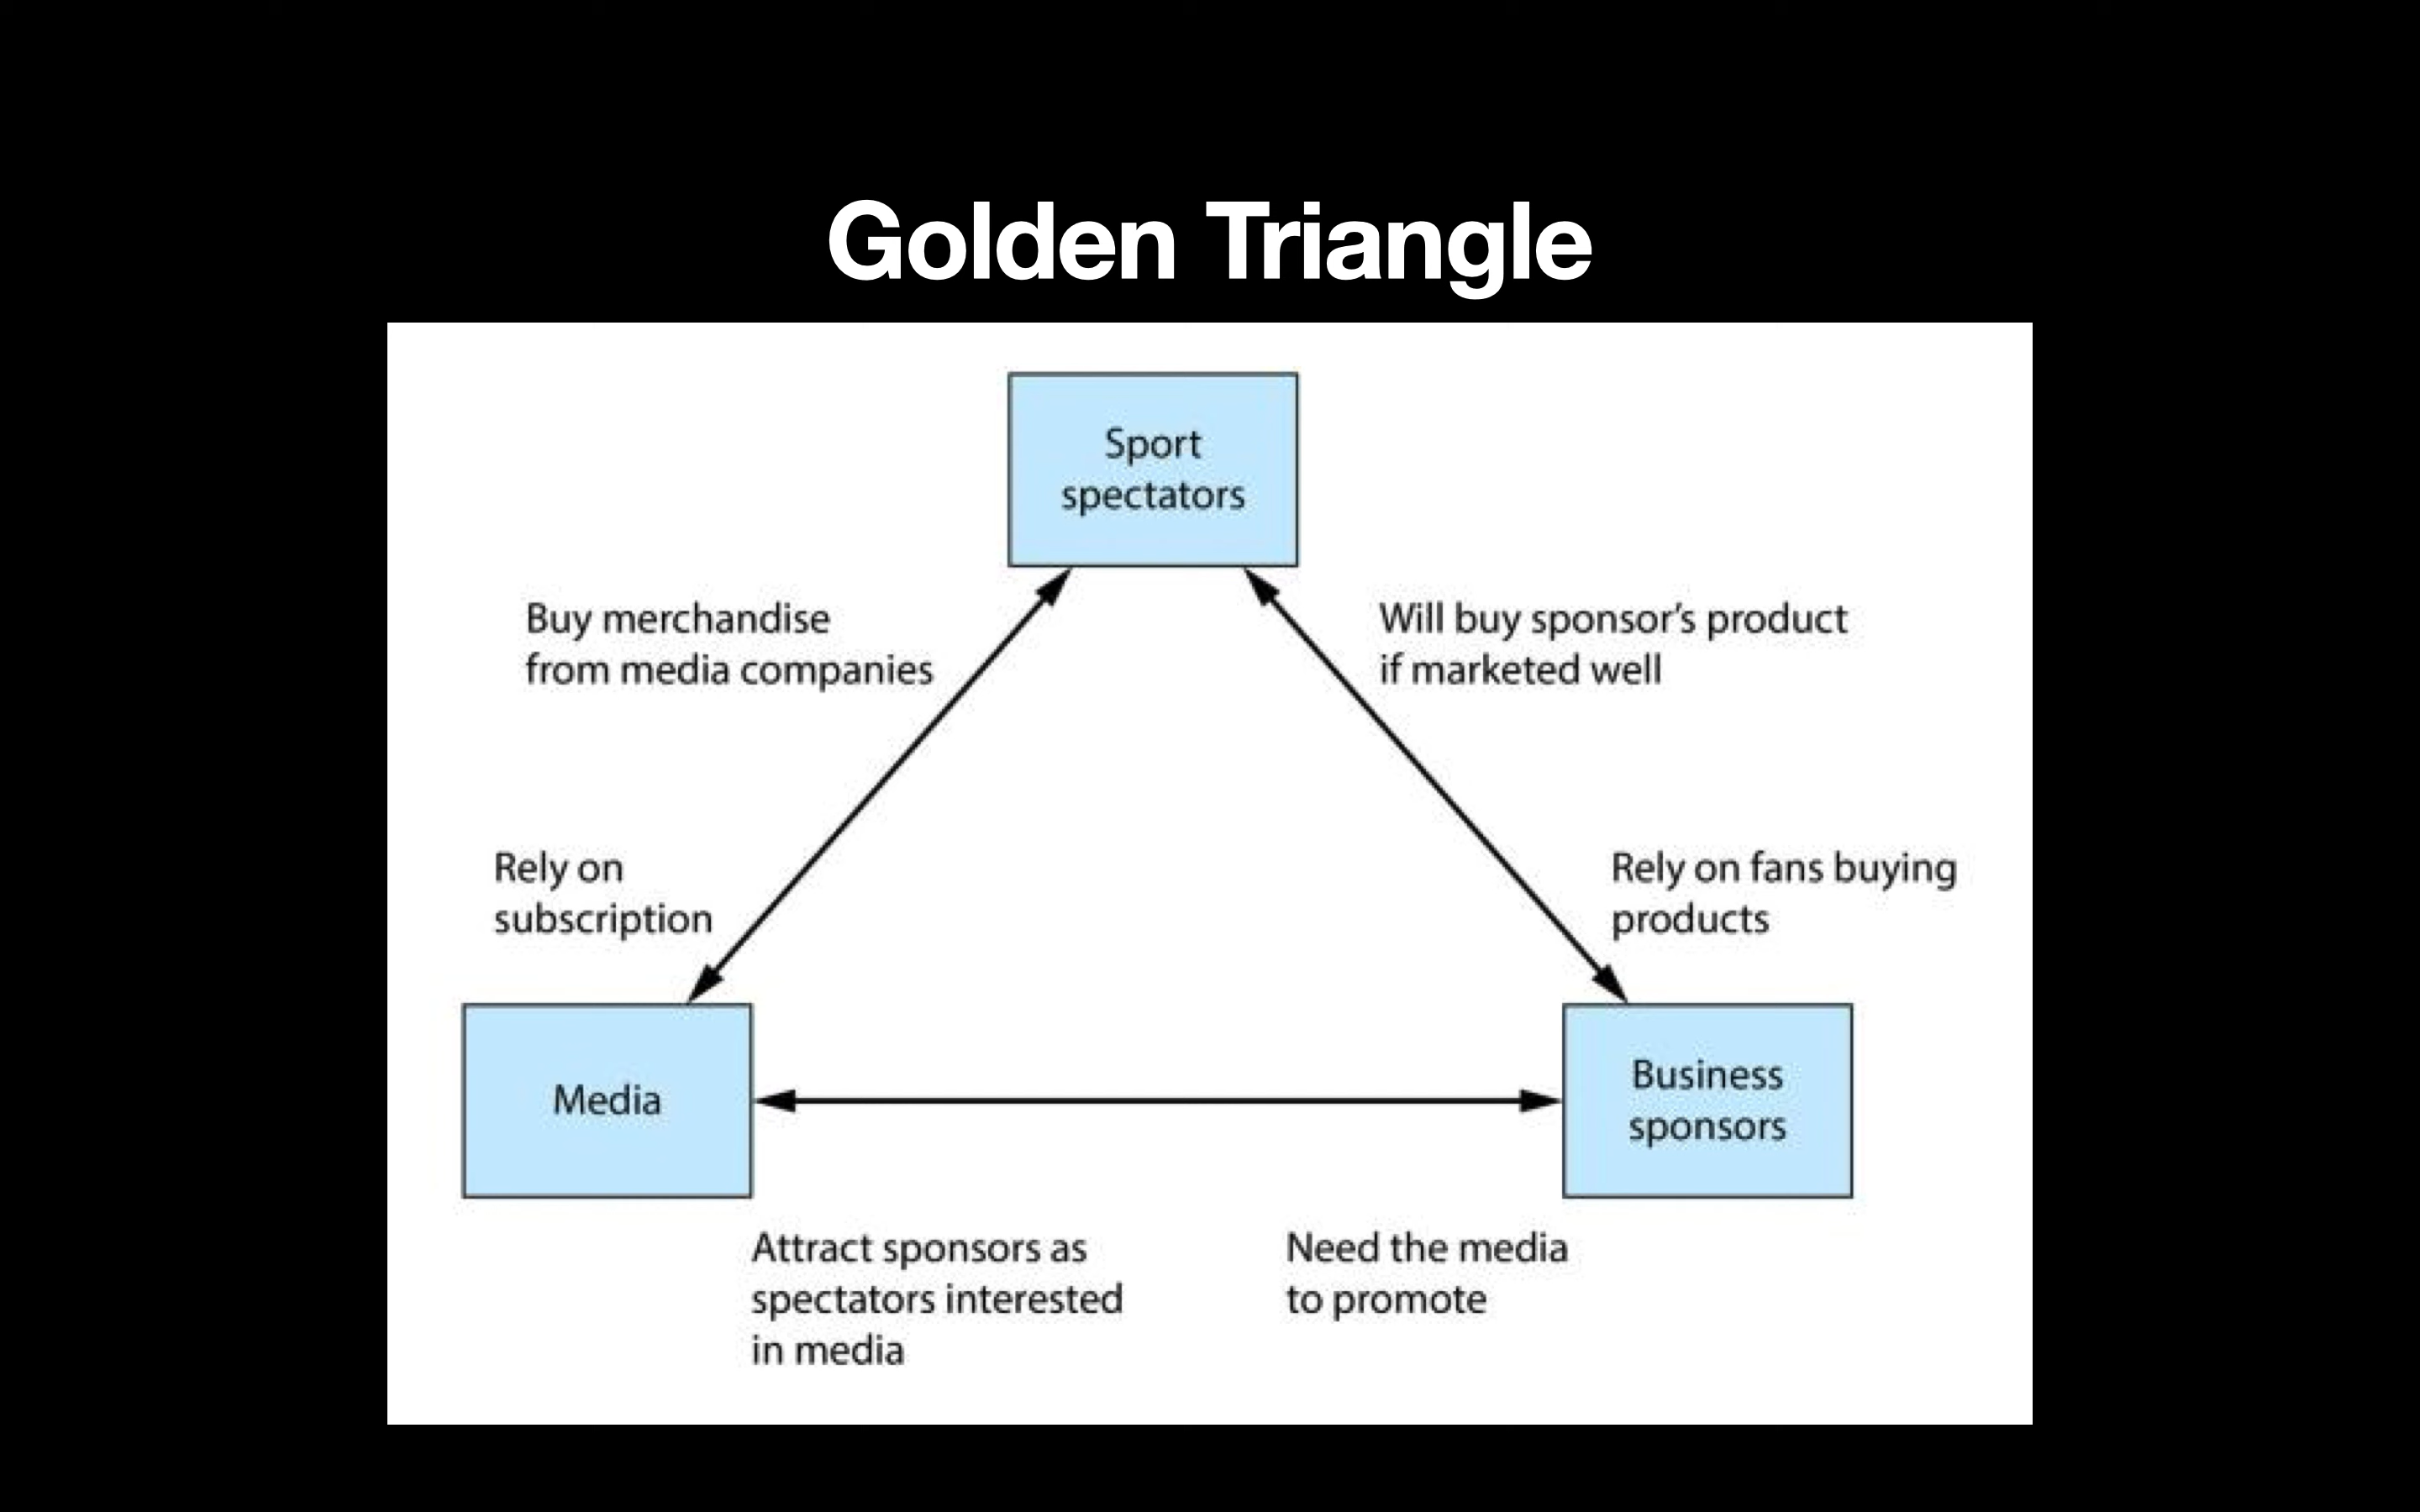 Golden Triangle
Sport
spectators
Buy merchandise
from media companies
Will buy sponsor's product
if marketed well
Rely on
subscription
Rely on fans buying
products
Media
Business
sponsors
Attract sponsors as
spectators interested
in media
Need the media
to promote